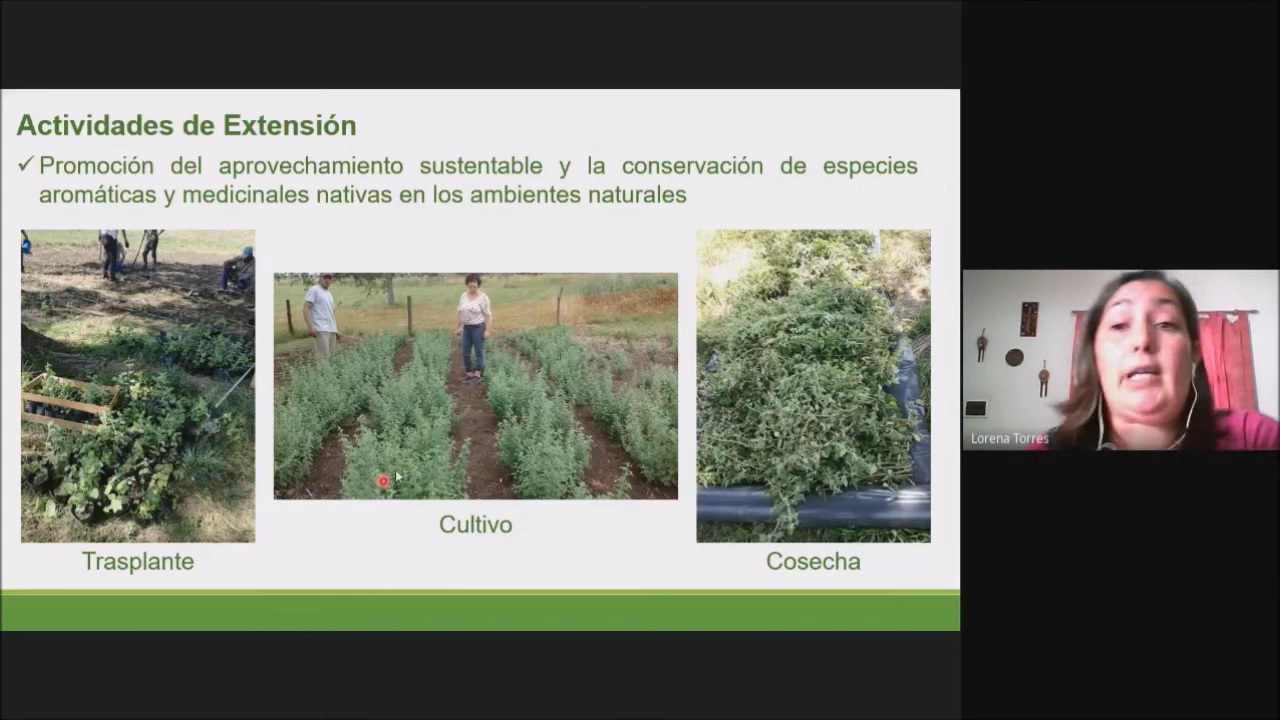 Actividades de Extensión
✓ Promoción del aprovechamiento sustentable y la conservación de especies
aromáticas y medicinales nativas en los ambientes naturales
Cultivo
Trasplante
Cosecha
Lorena Torres